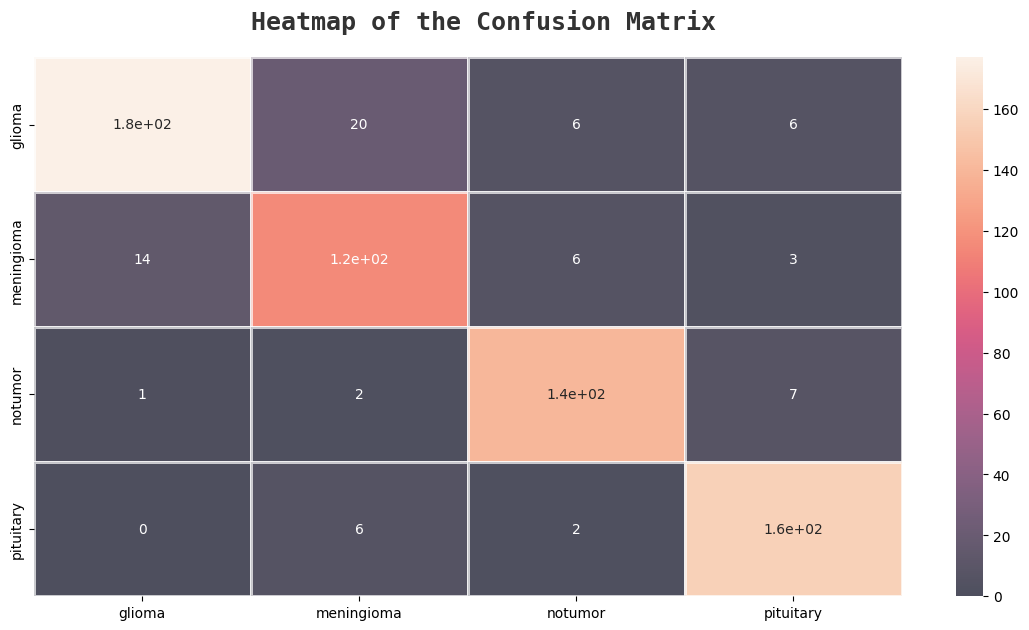 Heatmap of the Confusion Matrix
glioma 1.8e+02 20 6 6
meningioma 14 1.2e+02 6 3
notumor 1 2 1.4e+02 7
pituitary 0 6 2 1.6e+02
glioma meningioma notumor pituitary
160
140
120
100
80
60
40
20
0